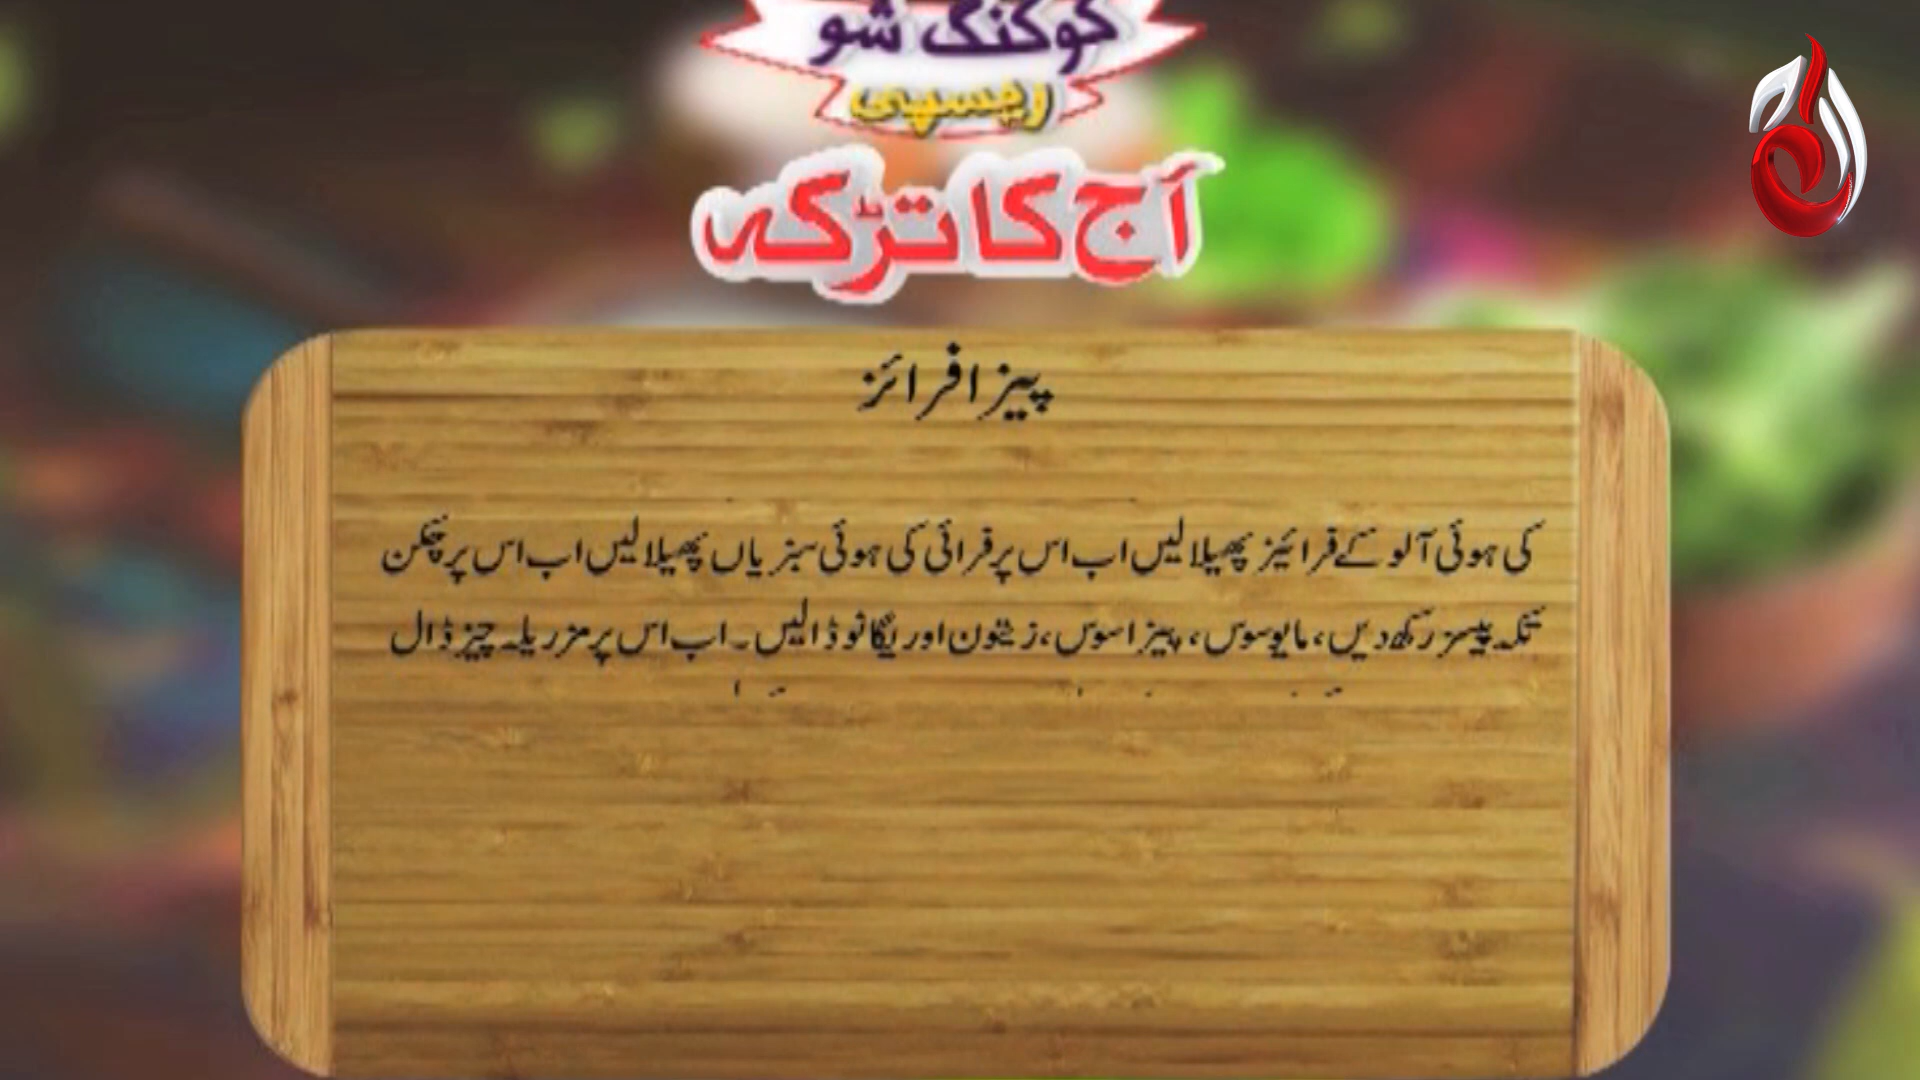 کوکنگ شو
ریسپی
آج کا تڑکہ
پیزا فرائز
کی ہوئی آلو کے فرائیز پھیلا لیں اب اس پر فرائی کی ہوئی سبزیاں پھیلا لیں اب اس پر چکن
تکہ پیسز رکھ دیں، مایو سوس، پیزا سوس، زیتون اور یگانو ڈالیں۔ اب اس پر مزریلہ چیز ڈال